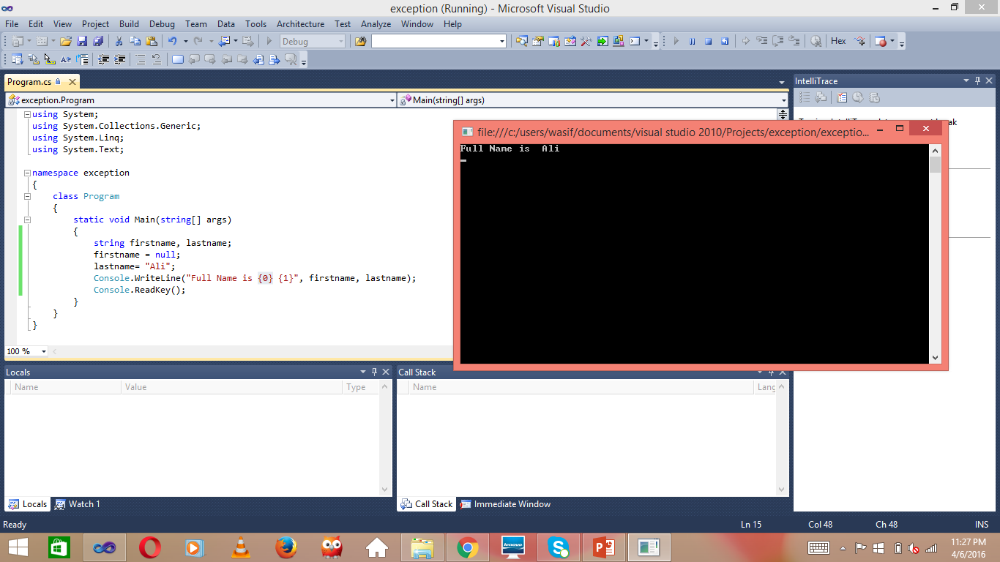 exception (Running) - Microsoft Visual Studio
File Edit View Project Build Debug Team Data Tools Architecture Test Analyze Window Help
Debug
Hex
Program.cs
exception.Program
Main(string[] args)
using System;
using System.Collections.Generic;
using System.Linq;
using System.Text;
namespace exception
{
class Program
{
static void Main(string[] args)
{
string firstname, lastname;
firstname = null;
lastname= "Ali";
Console.WriteLine("Full Name is {0} {1}", firstname, lastname);
Console.ReadKey();
}
}
}
100 %
IntelliTrace
file:///c:/users/wasif/documents/visual studio 2010/Projects/exception/exceptio...
Full Name is  Ali
Locals
Name Value Type
Locals Watch 1
Call Stack
Name Lang
Call Stack Immediate Window
Ready Ln 15 Col 48 Ch 48 INS
lenovo
11:27 PM
4/6/2016